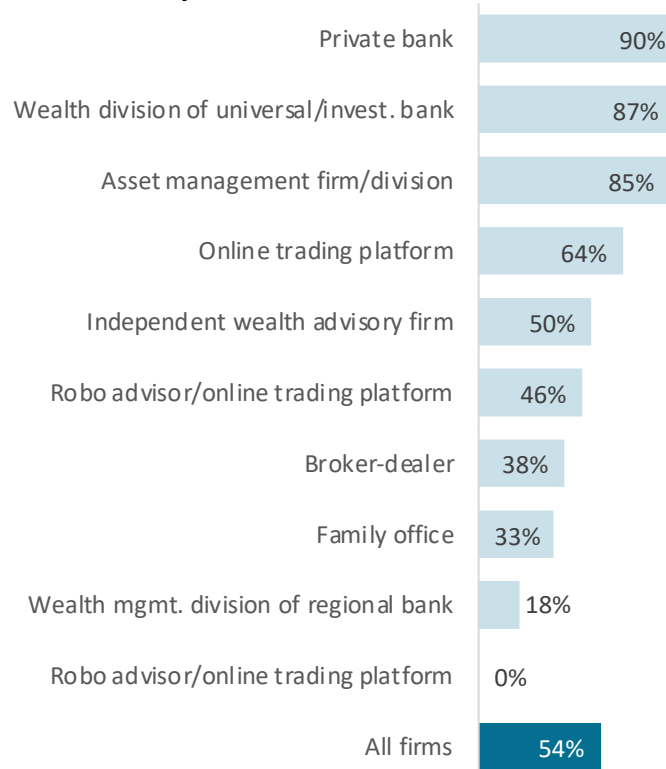 Private bank 90%
Wealth division of universal/invest. bank 87%
Asset management firm/division 85%
Online trading platform 64%
Independent wealth advisory firm 50%
Robo advisor/online trading platform 46%
Broker-dealer 38%
Family office 33%
Wealth mgmt. division of regional bank 18%
Robo advisor/online trading platform 0%
All firms 54%